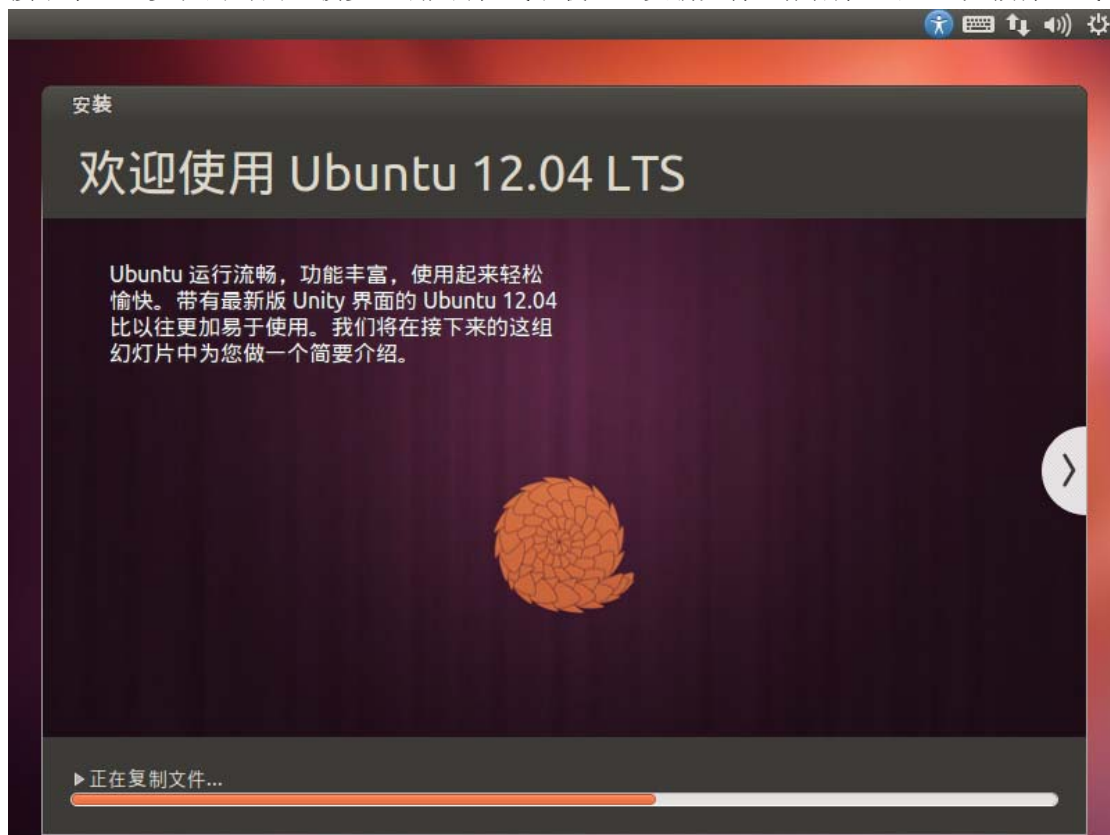 安装
欢迎使用 Ubuntu 12.04 LTS
Ubuntu 运行流畅，功能丰富，使用起来轻松
愉快。带有最新版 Unity 界面的 Ubuntu 12.04
比以往更加易于使用。我们将在接下来的这组
幻灯片中为您做一个简要介绍。
正在复制文件...